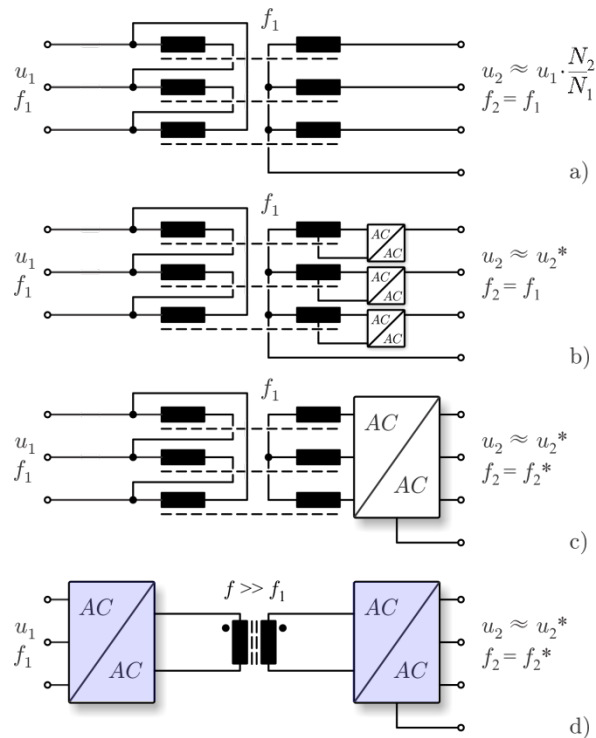 f₁
u₁
f₁
u₂ ≈ u₁·N₂/N₁
f₂ = f₁
a)
f₁
AC
AC
AC
AC
AC
AC
u₁
f₁
u₂ ≈ u₂*
f₂ = f₁
b)
f₁
AC
AC
u₁
f₁
u₂ ≈ u₂*
f₂ = f₂*
c)
f >> f₁
AC
AC
AC
AC
u₁
f₁
u₂ ≈ u₂*
f₂ = f₂*
d)